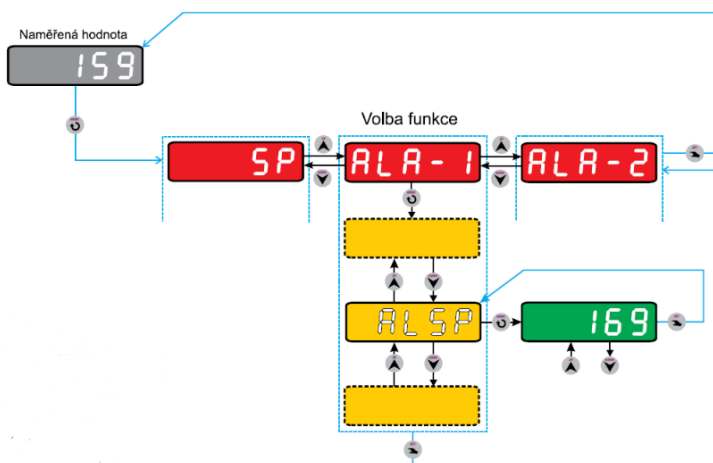 Naměřená hodnota
159
Volba funkce
SP
ALA-1
ALA-2
ALSP
169